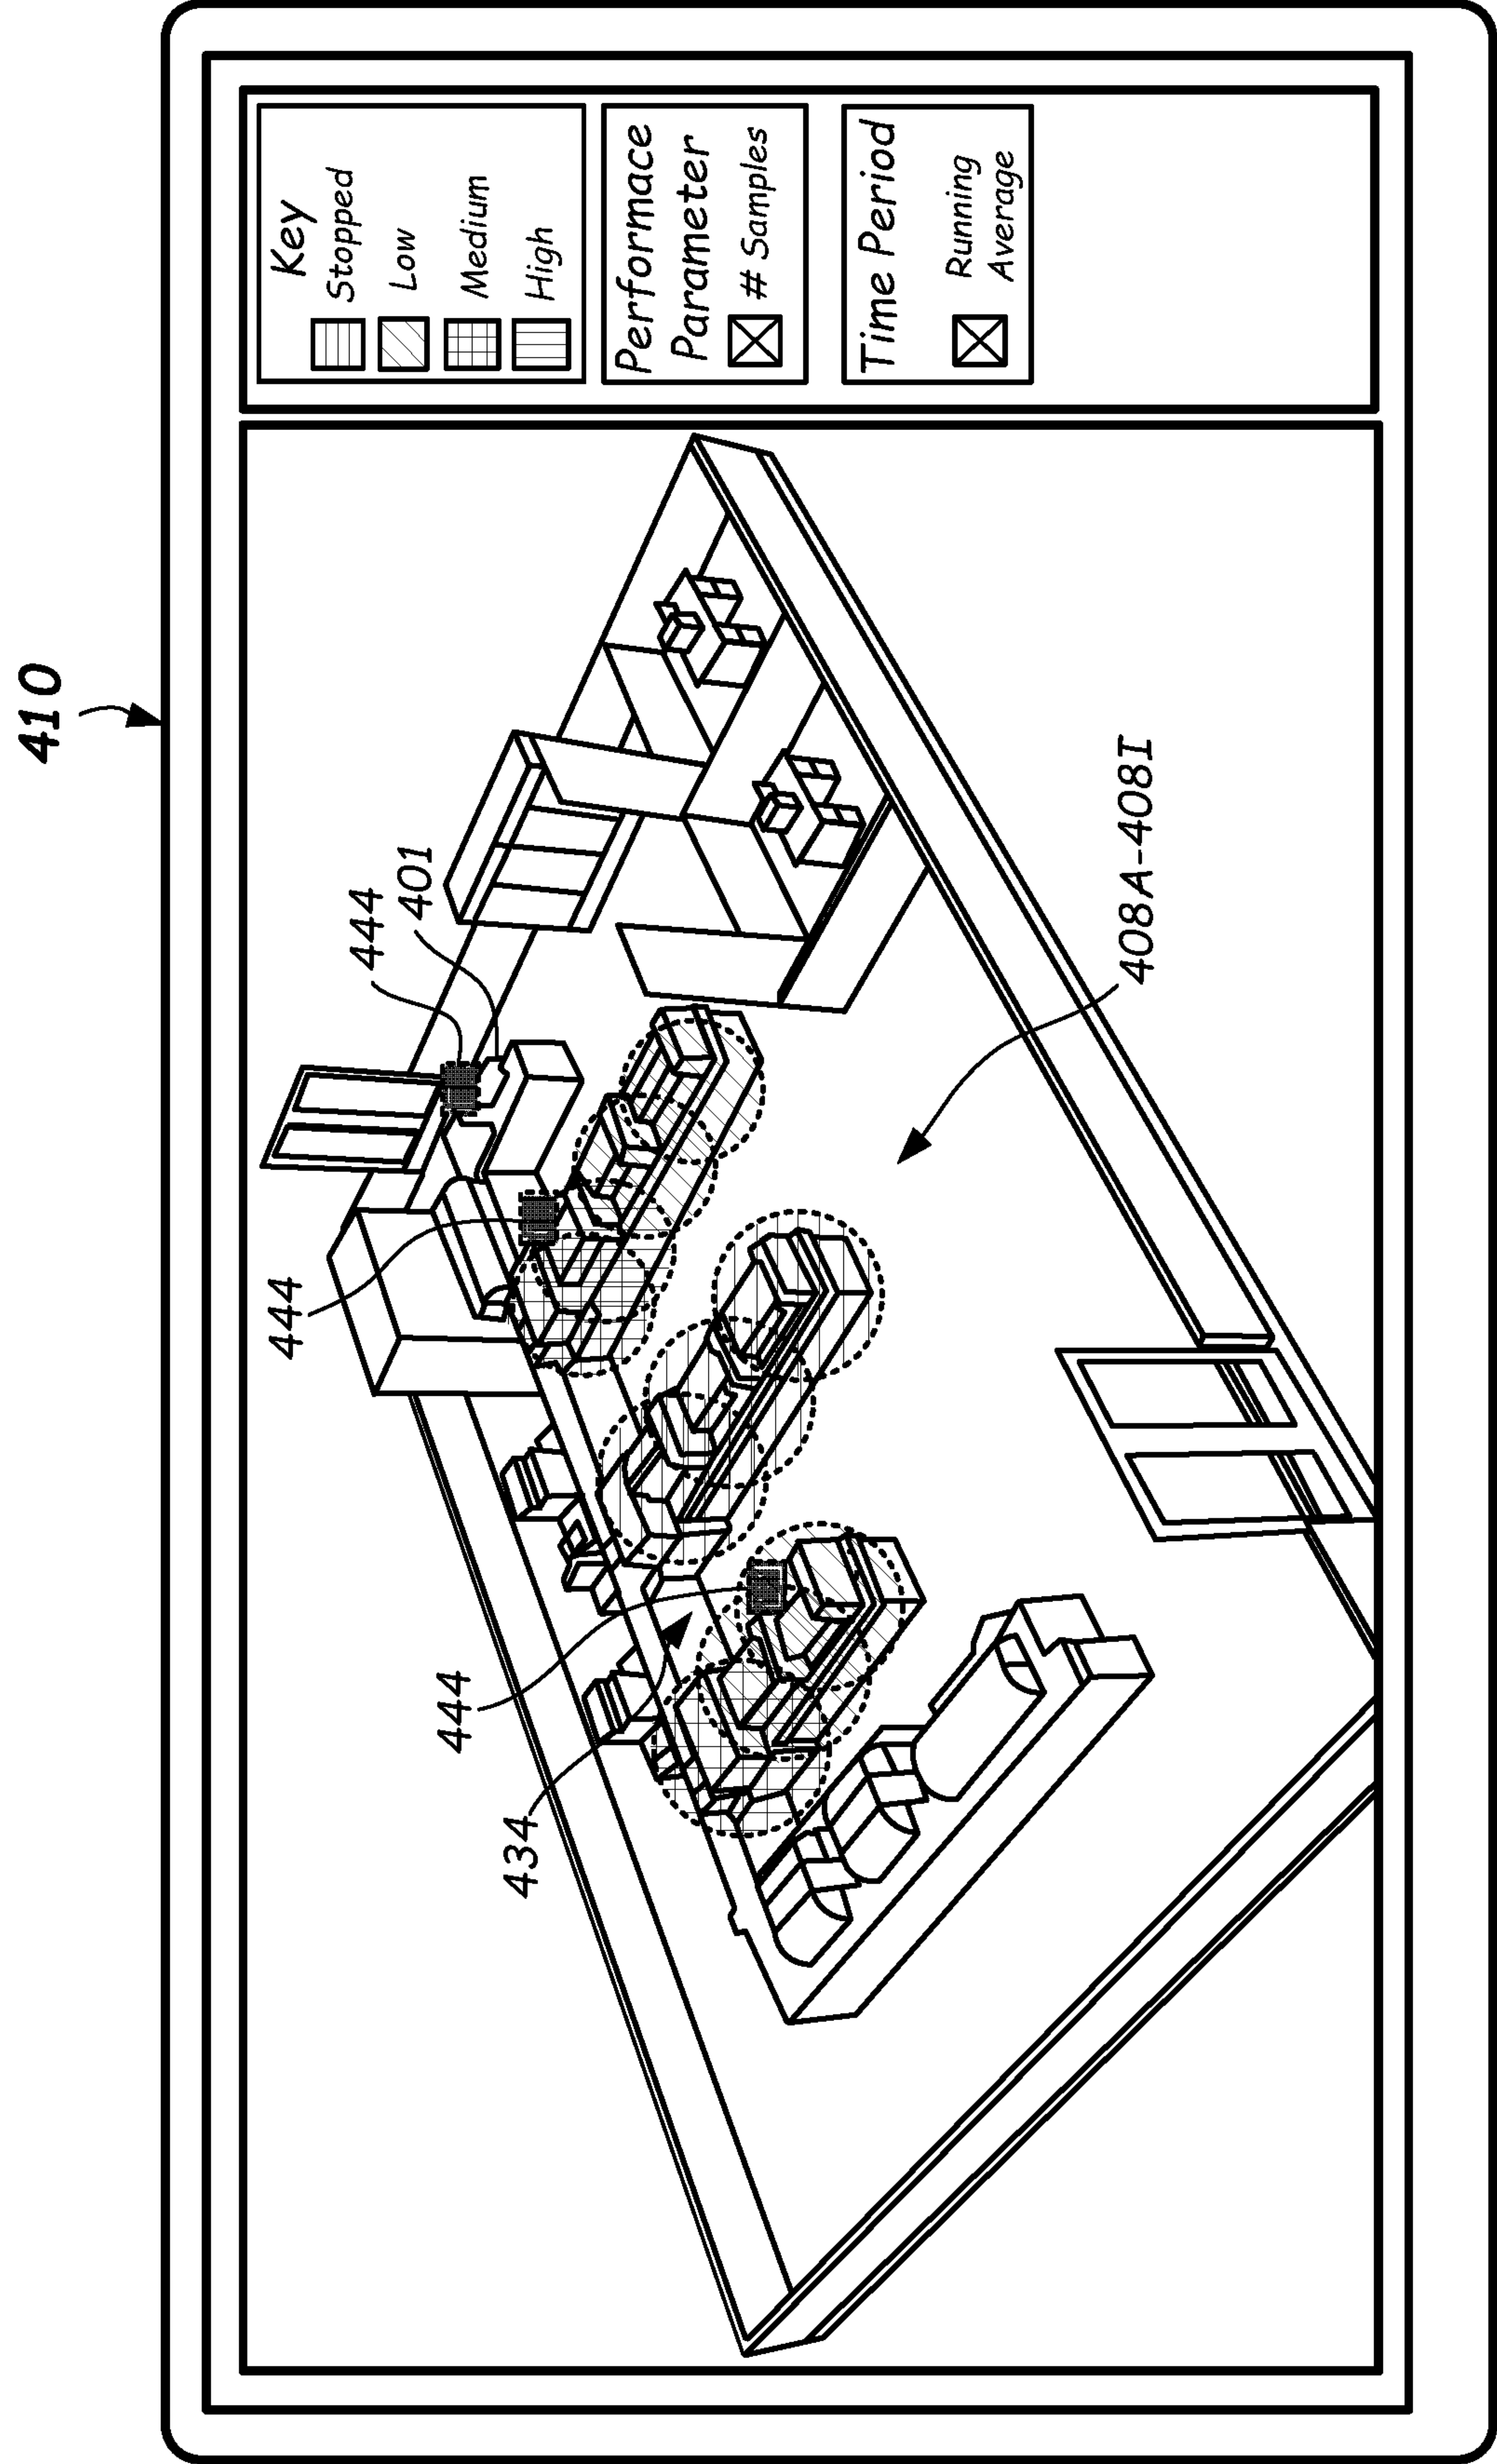 410
Key
Stopped
Low
Medium
High
Performace
Parameter
# Samples
Time Period
Running
Average
444
401
444
444
434
408A-408I